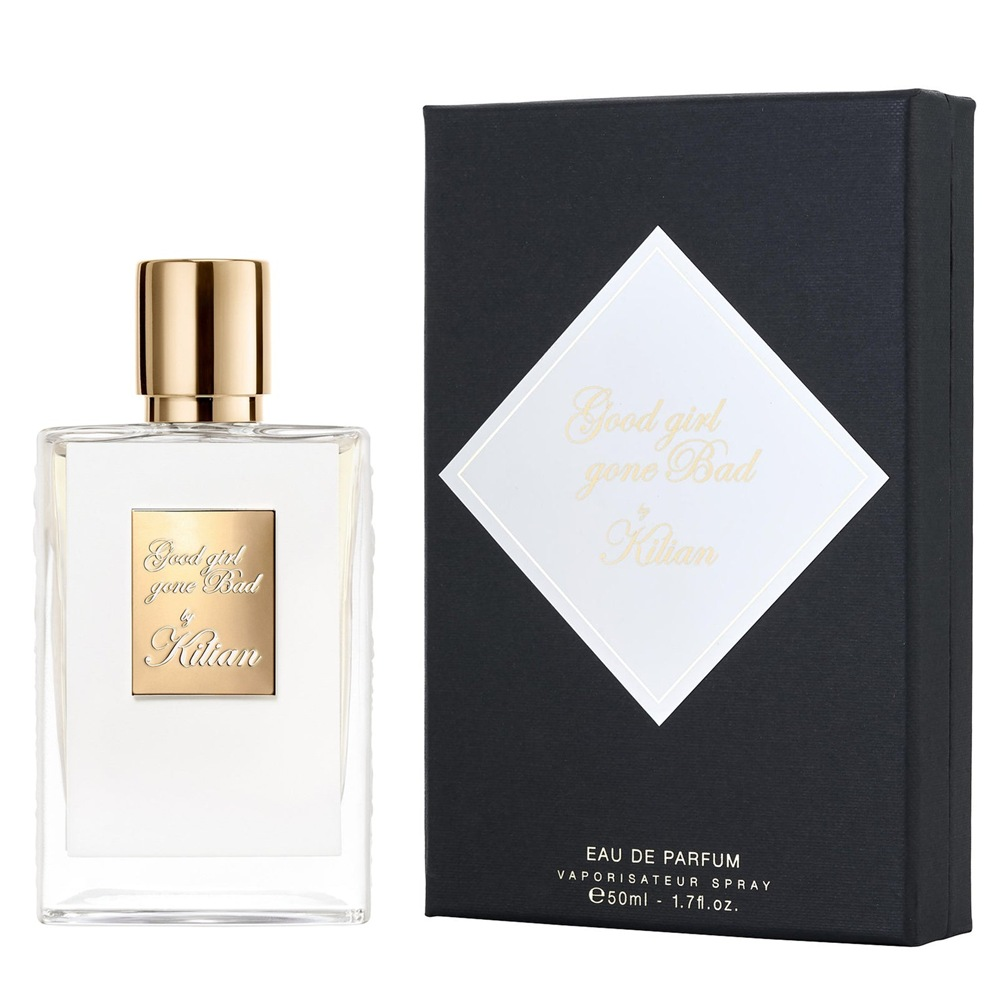 Good girl
gone Bad
by
Kilian
Good girl
gone Bad
by
Kilian
EAU DE PARFUM
VAPORISATEUR SPRAY
℮50ml - 1.7fl.oz.